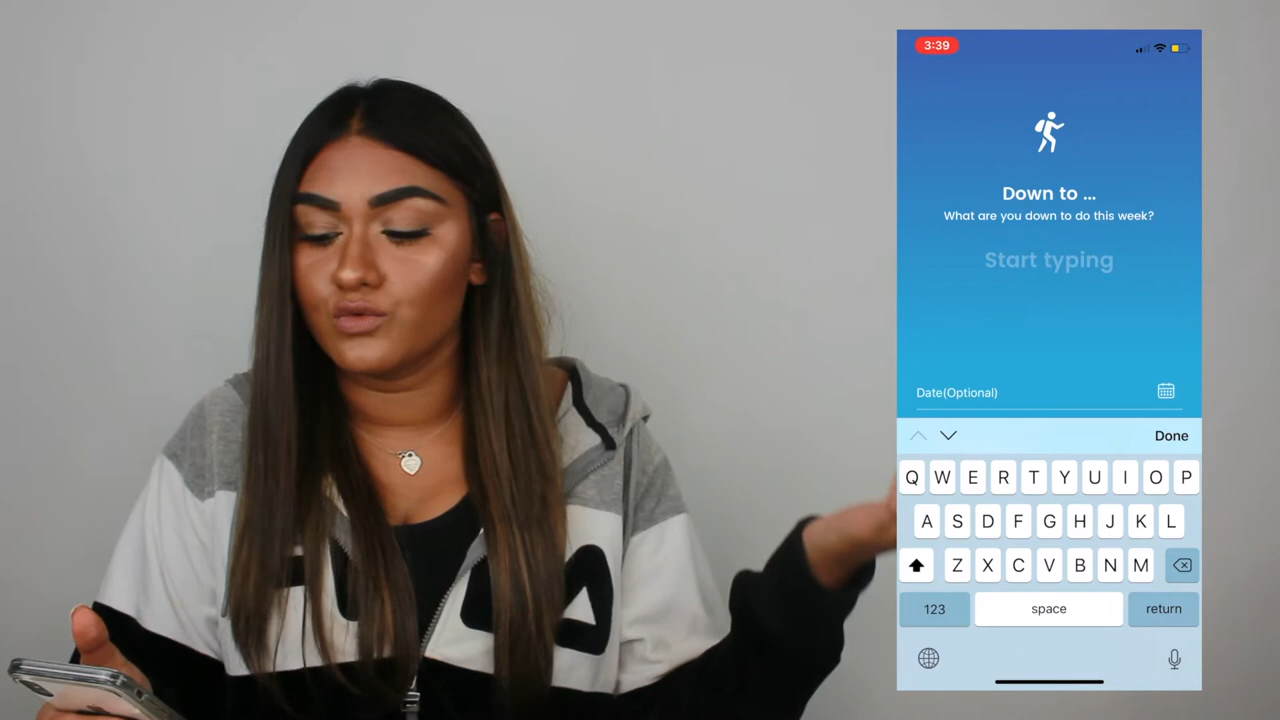 3:39
Down to ...
What are you down to do this week?
Start typing
Date(Optional)
Done
Q W E R T Y U I O P
A S D F G H J K L
Z X C V B N M
123 space return